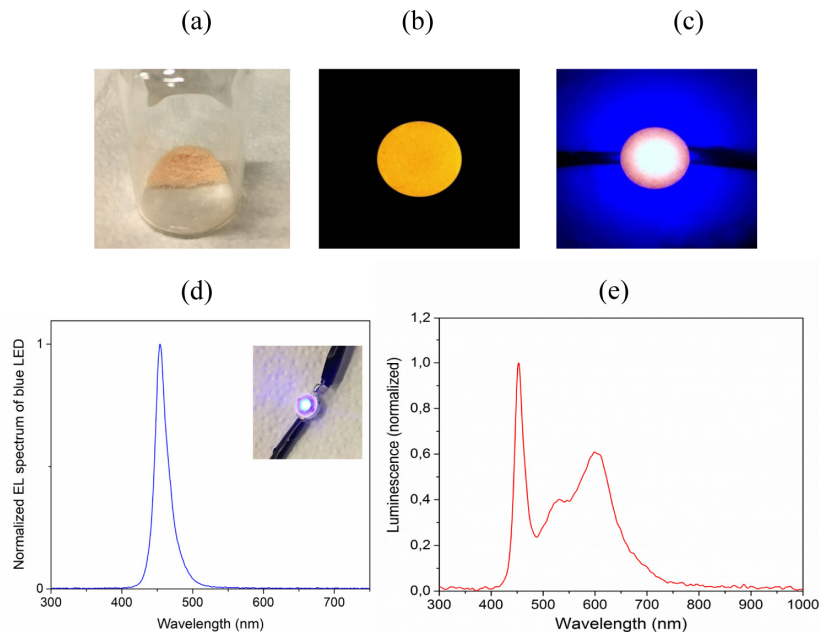 (a)
(b)
(c)
(d)
(e)
Normalized EL spectrum of blue LED
1
0
300
400
500
600
700
Wavelength (nm)
Luminescence (normalized)
1,2
1,0
0,8
0,6
0,4
0,2
0,0
300
400
500
600
700
800
900
1000
Wavelength (nm)